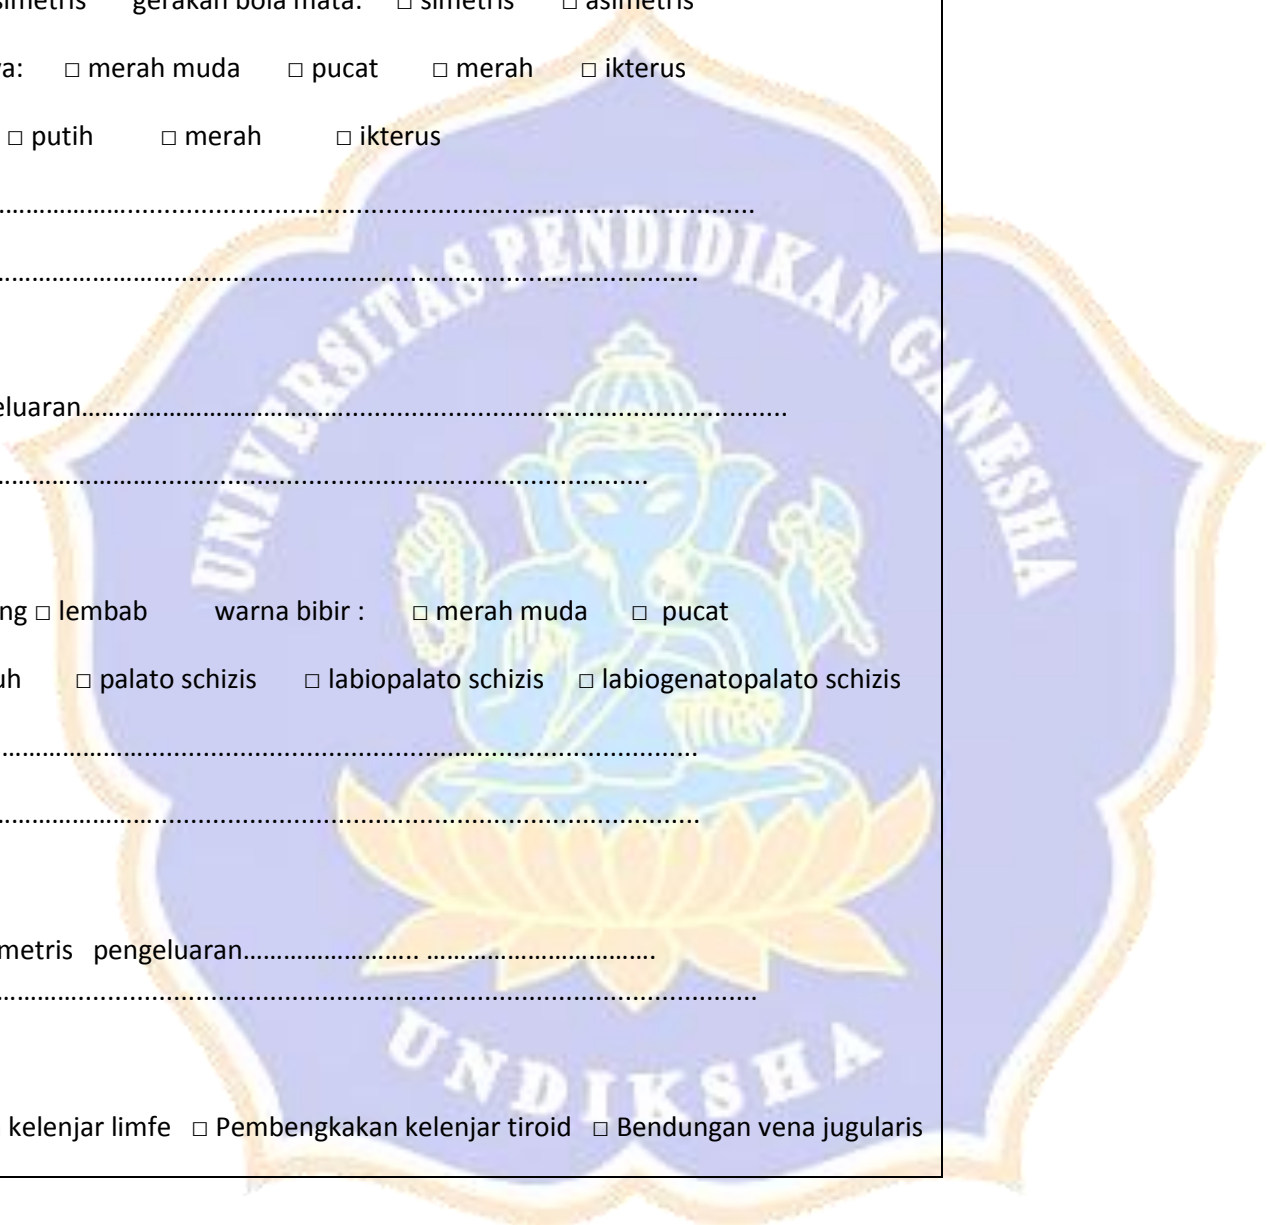 simetris gerakan bola mata: □ simetris □ asimetris
va: □ merah muda □ pucat □ merah □ ikterus
□ putih □ merah □ ikterus
................................................................................
................................................................................
eluaran................................................................................
................................................................................
ng □ lembab warna bibir : □ merah muda □ pucat
uh □ palato schizis □ labiopalato schizis □ labiogenatopalato schizis
................................................................................
................................................................................
metris pengeluaran.......................... ..................................
................................................................................
kelenjar limfe □ Pembengkakan kelenjar tiroid □ Bendungan vena jugularis
UNIVERSITAS PENDIDIKAN GANESHA
UNDIKSHA